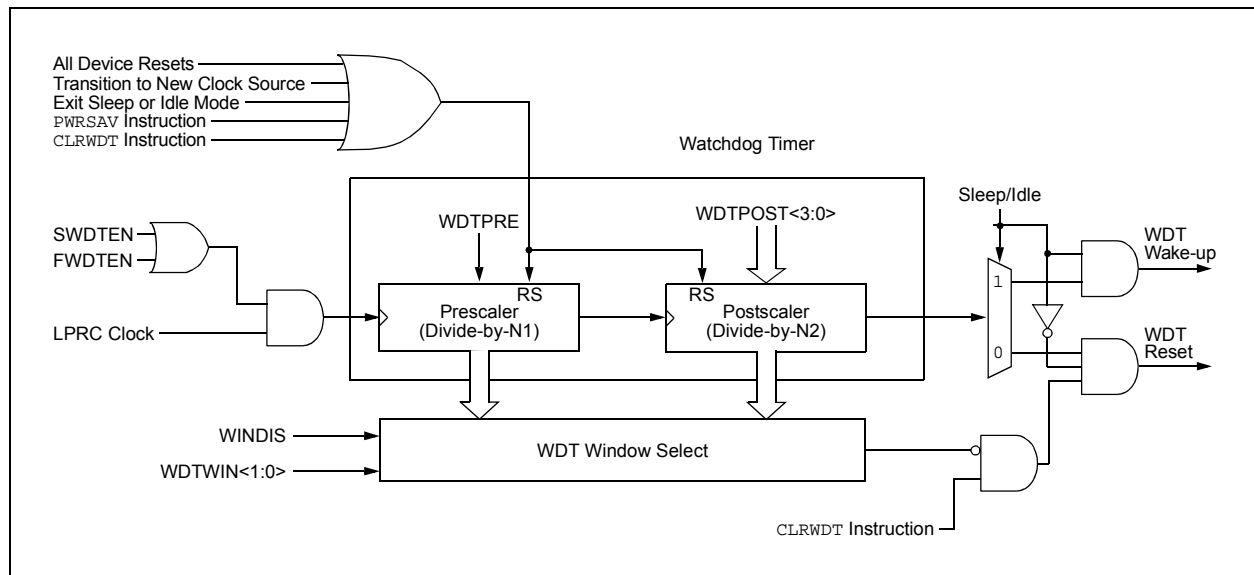 All Device Resets
Transition to New Clock Source
Exit Sleep or Idle Mode
PWRSAV Instruction
CLRWDT Instruction
Watchdog Timer
Sleep/Idle
WDTPRE
WDTPOST<3:0>
SWDTEN
FWDTEN
WDT
Wake-up
RS
RS
1
Prescaler
(Divide-by-N1)
Postscaler
(Divide-by-N2)
LPRC Clock
0
WDT
Reset
WINDIS
WDT Window Select
WDTWIN<1:0>
CLRWDT Instruction